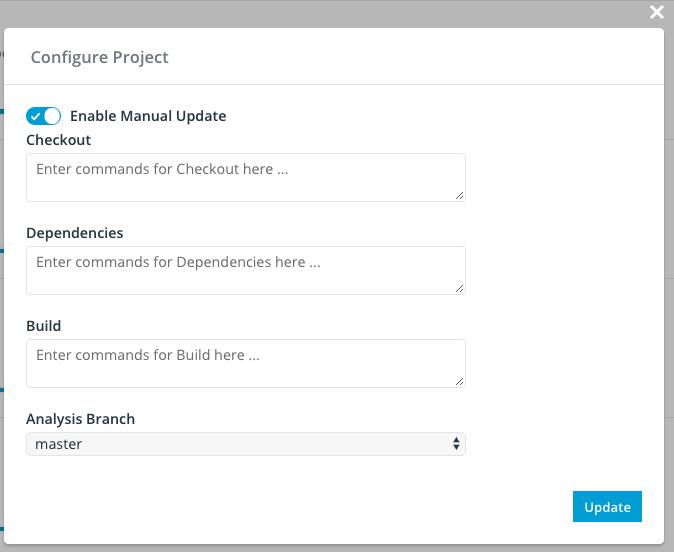 Configure Project
Enable Manual Update
Checkout
Enter commands for Checkout here ...
Dependencies
Enter commands for Dependencies here ...
Build
Enter commands for Build here ...
Analysis Branch
master
Update